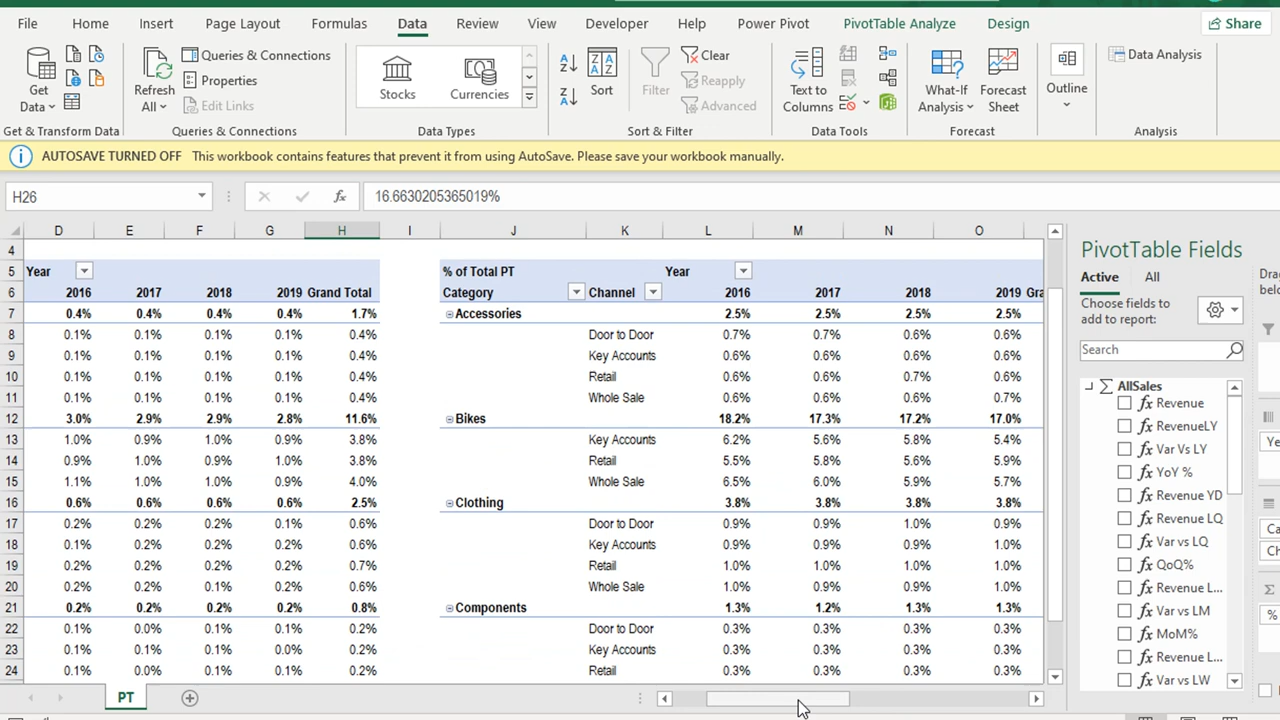 File Home Insert Page Layout Formulas Data Review View Developer Help Power Pivot PivotTable Analyze Design Share
Queries & Connections
Properties
Edit Links
Get
Data
Refresh
All
Stocks
Currencies
Sort
Filter
Clear
Reapply
Advanced
Text to
Columns
What-If
Analysis
Forecast
Sheet
Outline
Data Analysis
Get & Transform Data Queries & Connections Data Types Sort & Filter Data Tools Forecast Analysis
AUTOSAVE TURNED OFF This workbook contains features that prevent it from using AutoSave. Please save your workbook manually.
H26 fx 16.6630205365019%
D E F G H I J K L M N O
4
5 Year % of Total PT Year
6 2016 2017 2018 2019 Grand Total Category Channel 2016 2017 2018 2019 Gra
7 0.4% 0.4% 0.4% 0.4% 1.7% Accessories 2.5% 2.5% 2.5% 2.5%
8 0.1% 0.1% 0.1% 0.1% 0.4% Door to Door 0.7% 0.7% 0.6% 0.6%
9 0.1% 0.1% 0.1% 0.1% 0.4% Key Accounts 0.6% 0.6% 0.6% 0.6%
10 0.1% 0.1% 0.1% 0.1% 0.4% Retail 0.6% 0.6% 0.7% 0.6%
11 0.1% 0.1% 0.1% 0.1% 0.4% Whole Sale 0.6% 0.6% 0.6% 0.7%
12 3.0% 2.9% 2.9% 2.8% 11.6% Bikes 18.2% 17.3% 17.2% 17.0%
13 1.0% 0.9% 1.0% 0.9% 3.8% Key Accounts 6.2% 5.6% 5.8% 5.4%
14 0.9% 1.0% 0.9% 1.0% 3.8% Retail 5.5% 5.8% 5.6% 5.9%
15 1.1% 1.0% 1.0% 0.9% 4.0% Whole Sale 6.5% 6.0% 5.9% 5.7%
16 0.6% 0.6% 0.6% 0.6% 2.5% Clothing 3.8% 3.8% 3.8% 3.8%
17 0.2% 0.2% 0.2% 0.1% 0.6% Door to Door 0.9% 0.9% 1.0% 0.9%
18 0.1% 0.2% 0.2% 0.2% 0.6% Key Accounts 0.9% 0.9% 0.9% 1.0%
19 0.2% 0.2% 0.2% 0.2% 0.7% Retail 1.0% 1.0% 1.0% 1.0%
20 0.2% 0.2% 0.1% 0.2% 0.6% Whole Sale 1.0% 0.9% 0.9% 1.0%
21 0.2% 0.2% 0.2% 0.2% 0.8% Components 1.3% 1.2% 1.3% 1.3%
22 0.1% 0.0% 0.1% 0.1% 0.2% Door to Door 0.3% 0.3% 0.3% 0.3%
23 0.1% 0.1% 0.1% 0.0% 0.2% Key Accounts 0.3% 0.3% 0.3% 0.3%
24 0.1% 0.0% 0.1% 0.1% 0.2% Retail 0.3% 0.3% 0.3% 0.3%
PT
PivotTable Fields
Active All
Choose fields to
add to report:
Search
AllSales
fx Revenue
fx RevenueLY
fx Var Vs LY
fx YoY %
fx Revenue YD
fx Revenue LQ
fx Var vs LQ
fx QoQ%
fx Revenue L...
fx Var vs LM
fx MoM%
fx Revenue L...
fx Var vs LW
Drag
belo
Ye
Ca
Ch
%